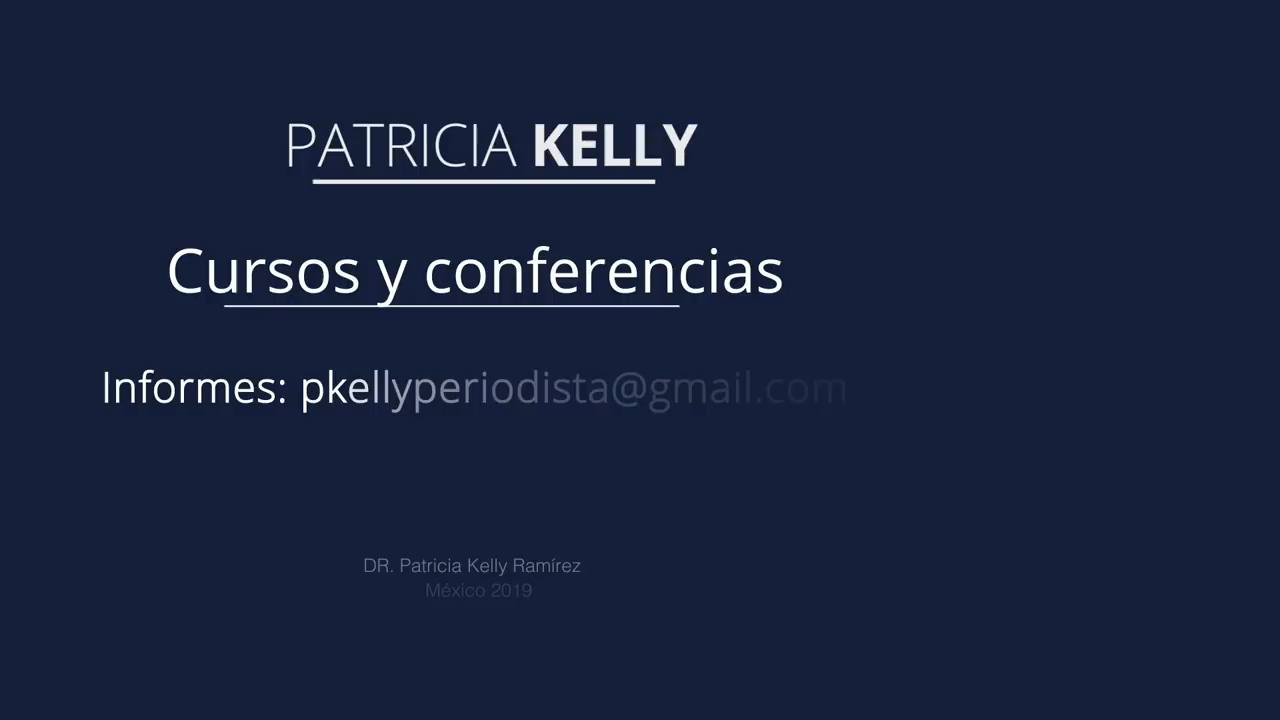 PATRICIA KELLY
Cursos y conferencias
Informes: pkellyperiodista@gmail.com
DR. Patricia Kelly Ramírez
México 2019